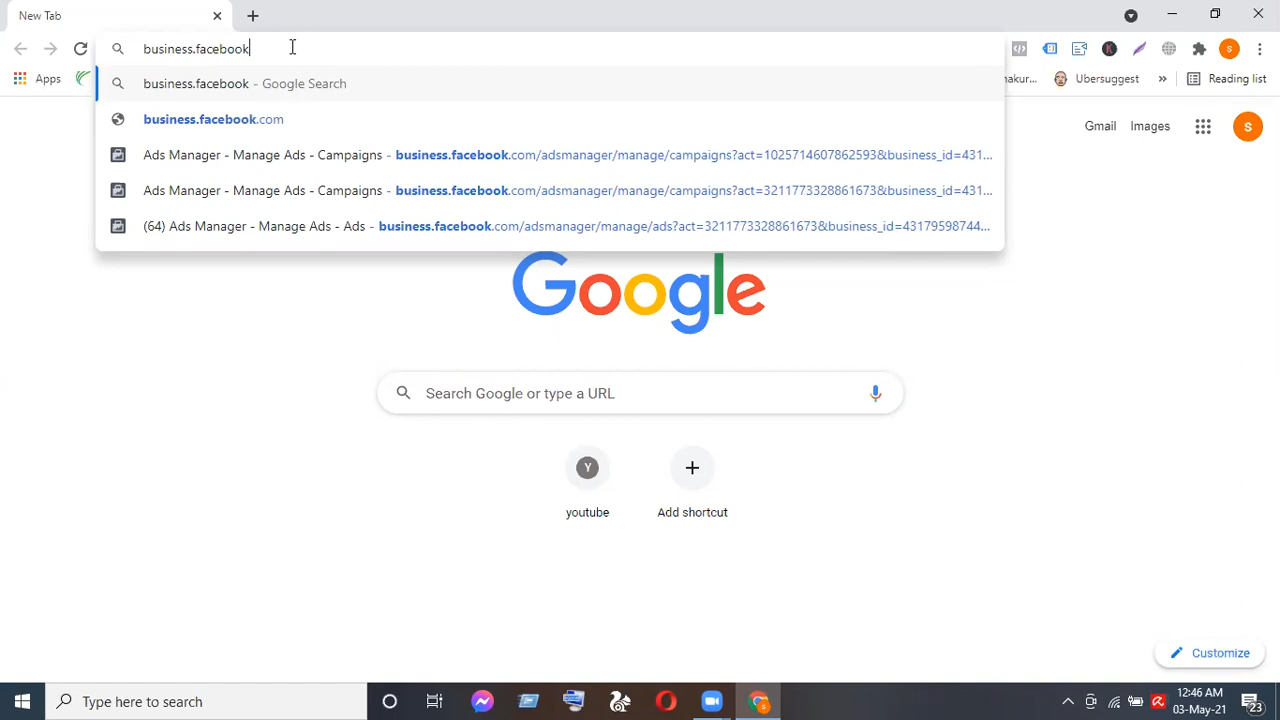 New Tab
business.facebook
business.facebook - Google Search
business.facebook.com
Ads Manager - Manage Ads - Campaigns - business.facebook.com/adsmanager/manage/campaigns?act=1025714607862593&business_id=431...
Ads Manager - Manage Ads - Campaigns - business.facebook.com/adsmanager/manage/campaigns?act=3211773328861673&business_id=431...
(64) Ads Manager - Manage Ads - Ads - business.facebook.com/adsmanager/manage/ads?act=3211773328861673&business_id=43179598744...
K
s
Apps
nakur...
Ubersuggest
»
Reading list
Gmail
Images
s
Google
Search Google or type a URL
Y
youtube
Add shortcut
Customize
Type here to search
12:46 AM
03-May-21
23